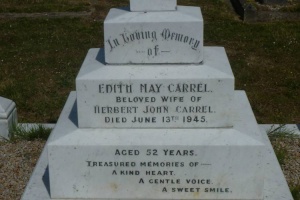 In Loving Memory
– of –
EDITH MAY CARREL,
BELOVED WIFE OF
HERBERT JOHN CARREL
DIED JUNE 13TH 1945,
AGED 52 YEARS.
TREASURED MEMORIES OF—
A KIND HEART.
A GENTLE VOICE.
A SWEET SMILE.